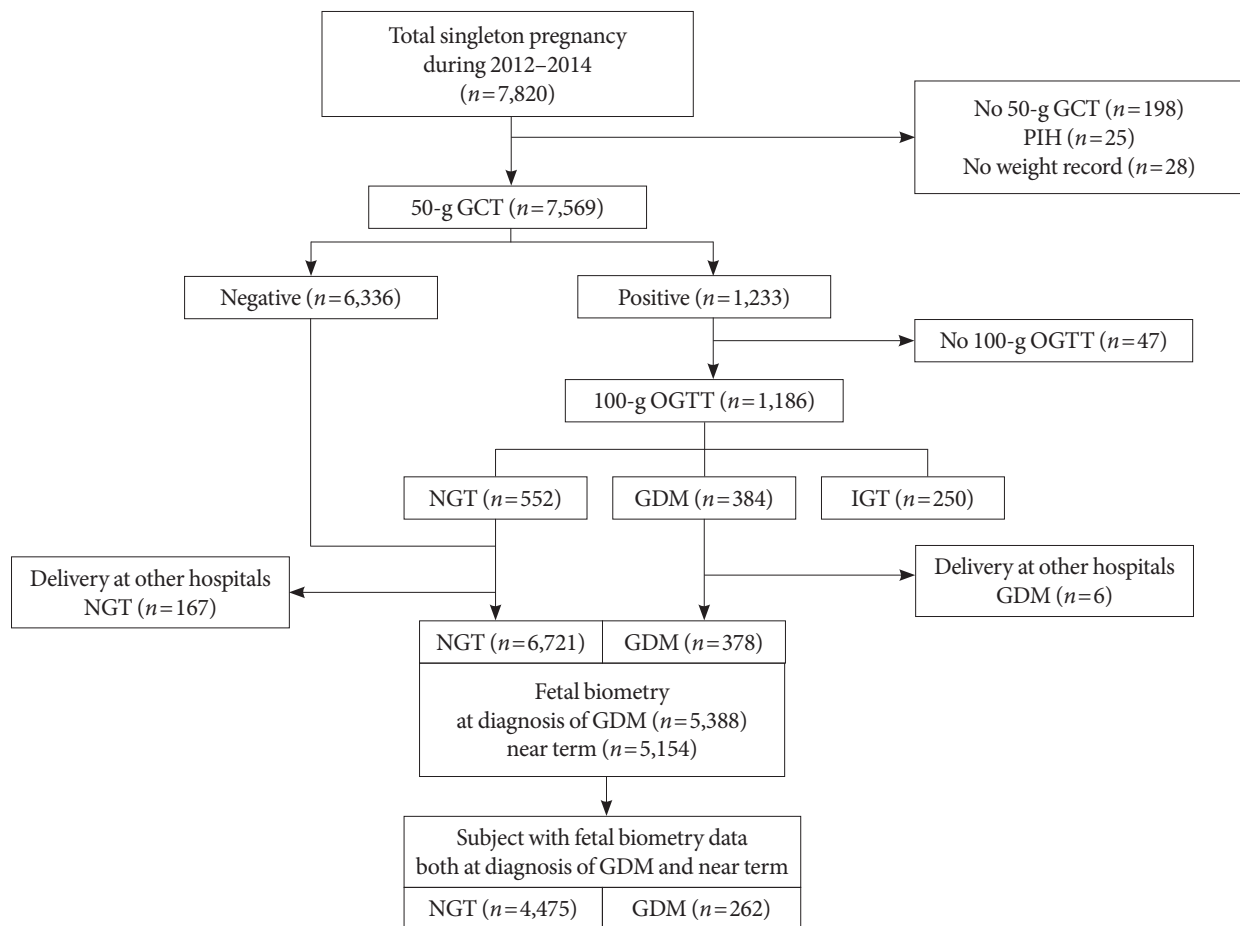 Total singleton pregnancy
during 2012–2014
(n=7,820)
No 50-g GCT (n=198)
PIH (n=25)
No weight record (n=28)
50-g GCT (n=7,569)
Negative (n=6,336)
Positive (n=1,233)
No 100-g OGTT (n=47)
100-g OGTT (n=1,186)
NGT (n=552)
GDM (n=384)
IGT (n=250)
Delivery at other hospitals
NGT (n=167)
Delivery at other hospitals
GDM (n=6)
NGT (n=6,721)
GDM (n=378)
Fetal biometry
at diagnosis of GDM (n=5,388)
near term (n=5,154)
Subject with fetal biometry data
both at diagnosis of GDM and near term
NGT (n=4,475)
GDM (n=262)